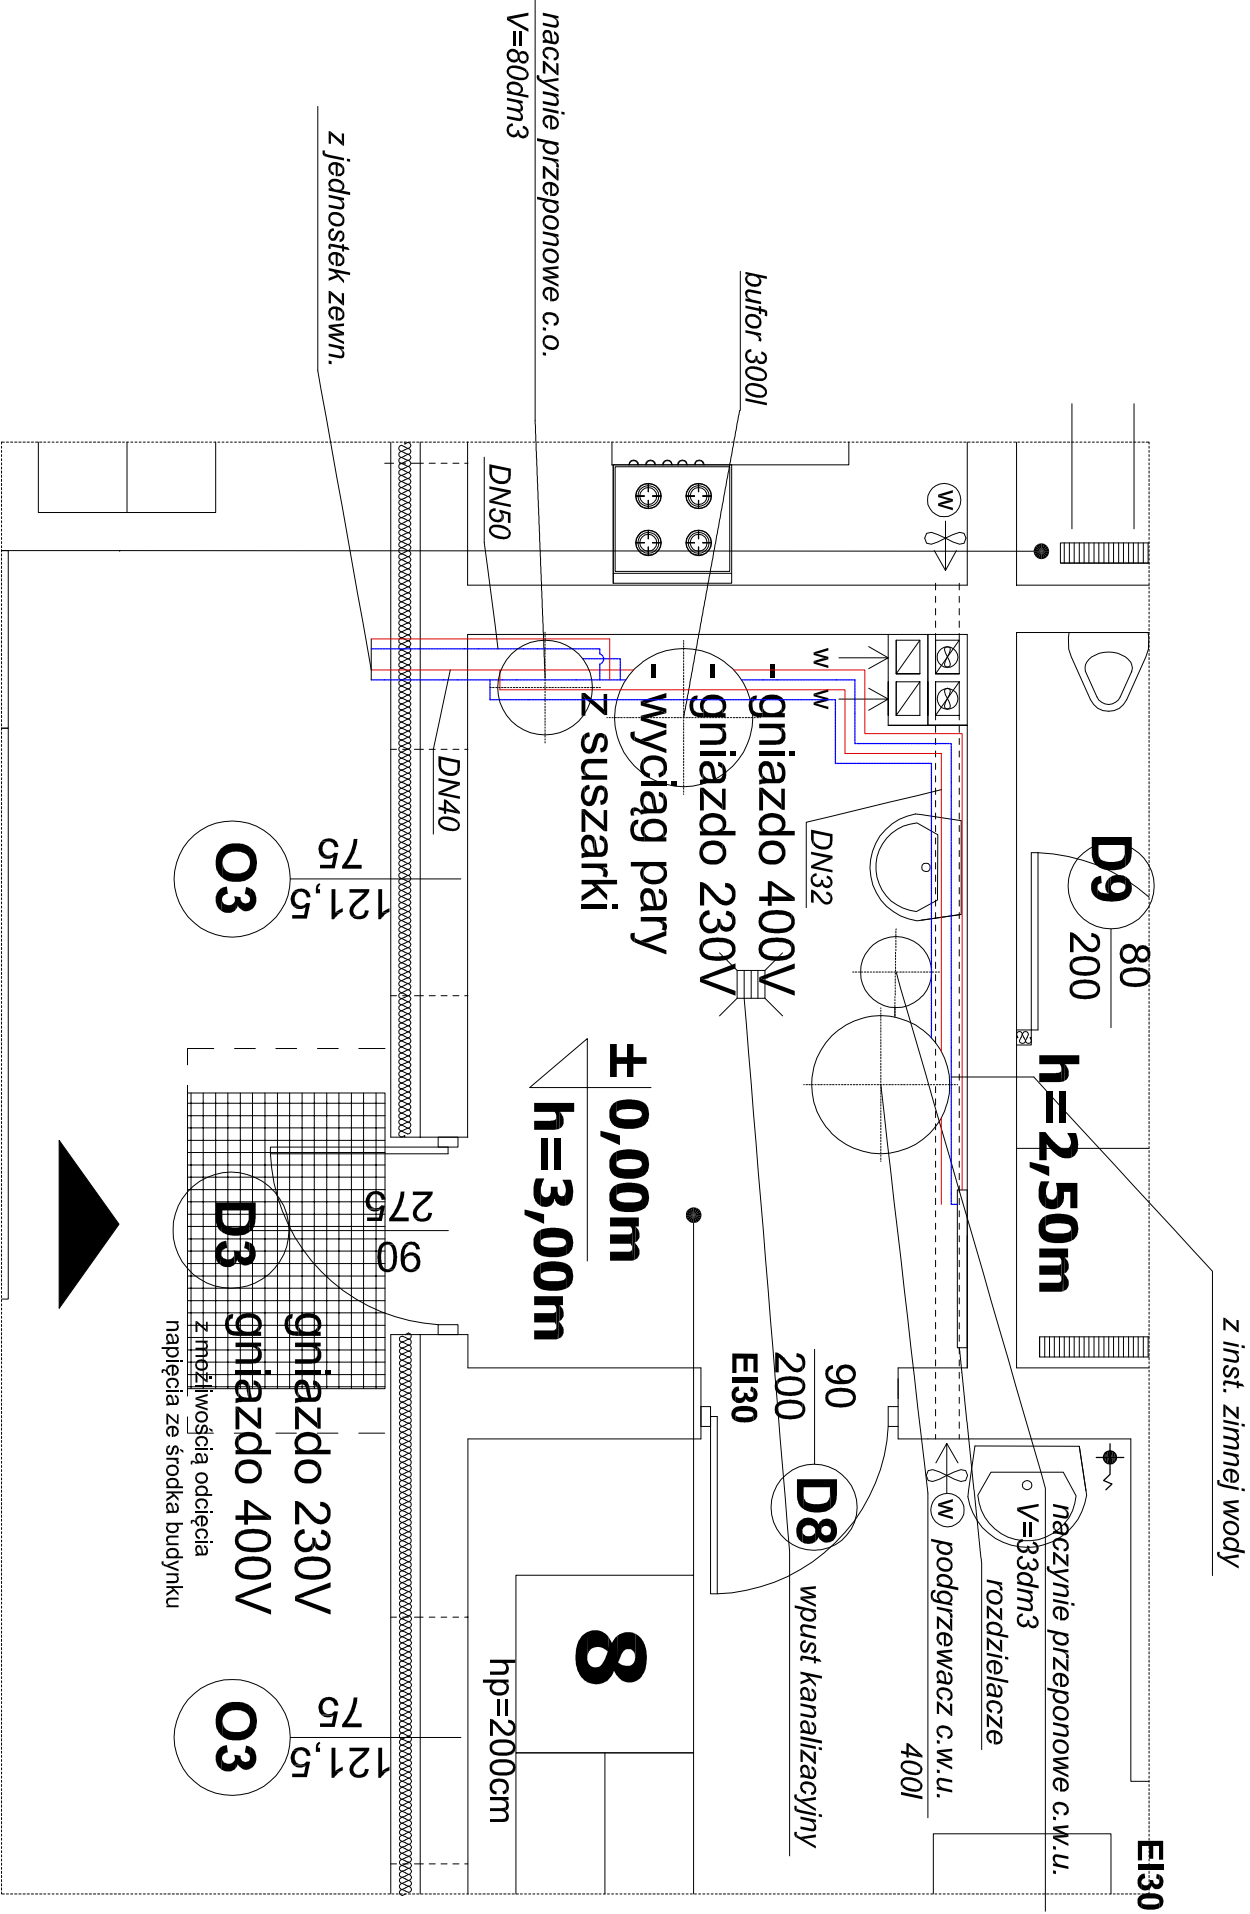 z inst. zimnej wody
EI30
naczynie przeponowe c.w.u.
V=33dm3
rozdzielacze
podgrzewacz c.w.u.
400l
wpust kanalizacyjny
D9
80
200
h=2,50m
W
W
w
w
bufor 300l
naczynie przeponowe c.o.
V=80dm3
z jednostek zewn.
DN50
DN40
DN32
- gniazdo 400V
- gniazdo 230V
- wyciąg pary
z suszarki
± 0,00m
h=3,00m
90
200
EI30
D8
8
hp=200cm
O3
75
121,5
D3
275
90
gniazdo 230V
gniazdo 400V
z możliwością odcięcia
napięcia ze środka budynku
O3
75
121,5